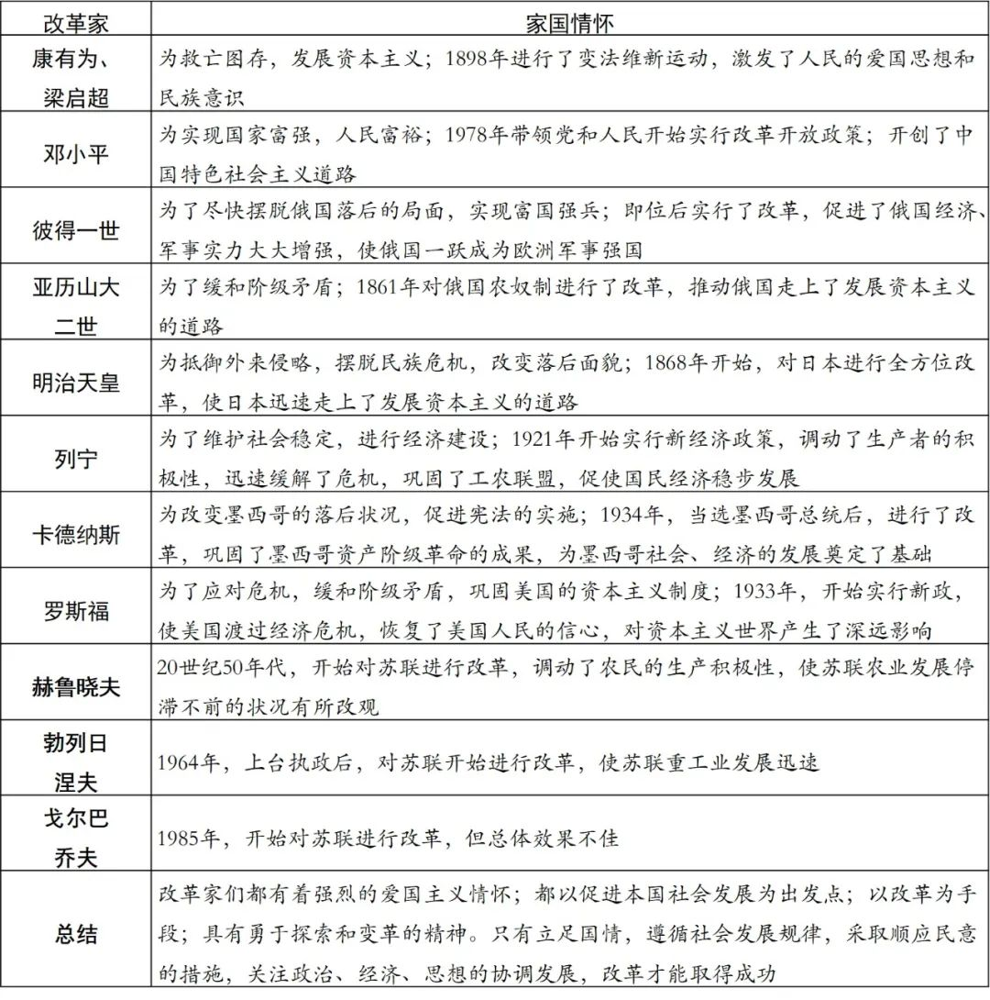 改革家 家国情怀
康有为、
梁启超
为救亡图存，发展资本主义；1898年进行了变法维新运动，激发了人民的爱国思想和
民族意识
邓小平
为实现国家富强，人民富裕；1978年带领党和人民开始实行改革开放政策；开创了中
国特色社会主义道路
彼得一世
为了尽快摆脱俄国落后的局面，实现富国强兵；即位后实行了改革，促进了俄国经济、
军事实力大大增强，使俄国一跃成为欧洲军事强国
亚历山大
二世
为了缓和阶级矛盾；1861年对俄国农奴制进行了改革，推动俄国走上了发展资本主义
的道路
明治天皇
为抵御外来侵略，摆脱民族危机，改变落后面貌；1868年开始，对日本进行全方位改
革，使日本迅速走上了发展资本主义的道路
列宁
为了维护社会稳定，进行经济建设；1921年开始实行新经济政策，调动了生产者的积
极性，迅速缓解了危机，巩固了工农联盟，促使国民经济稳步发展
卡德纳斯
为改变墨西哥的落后状况，促进宪法的实施；1934年，当选墨西哥总统后，进行了改
革，巩固了墨西哥资产阶级革命的成果，为墨西哥社会、经济的发展奠定了基础
罗斯福
为了应对危机，缓和阶级矛盾，巩固美国的资本主义制度；1933年，开始实行新政，
使美国渡过经济危机，恢复了美国人民的信心，对资本主义世界产生了深远影响
赫鲁晓夫
20世纪50年代，开始对苏联进行改革，调动了农民的生产积极性，使苏联农业发展停
滞不前的状况有所改观
勃列日
涅夫
1964年，上台执政后，对苏联开始进行改革，使苏联重工业发展迅速
戈尔巴
乔夫
1985年，开始对苏联进行改革，但总体效果不佳
总结
改革家们都有着强烈的爱国主义情怀；都以促进本国社会发展为出发点；以改革为手
段；具有勇于探索和变革的精神。只有立足国情，遵循社会发展规律，采取顺应民意
的措施，关注政治、经济、思想的协调发展，改革才能取得成功